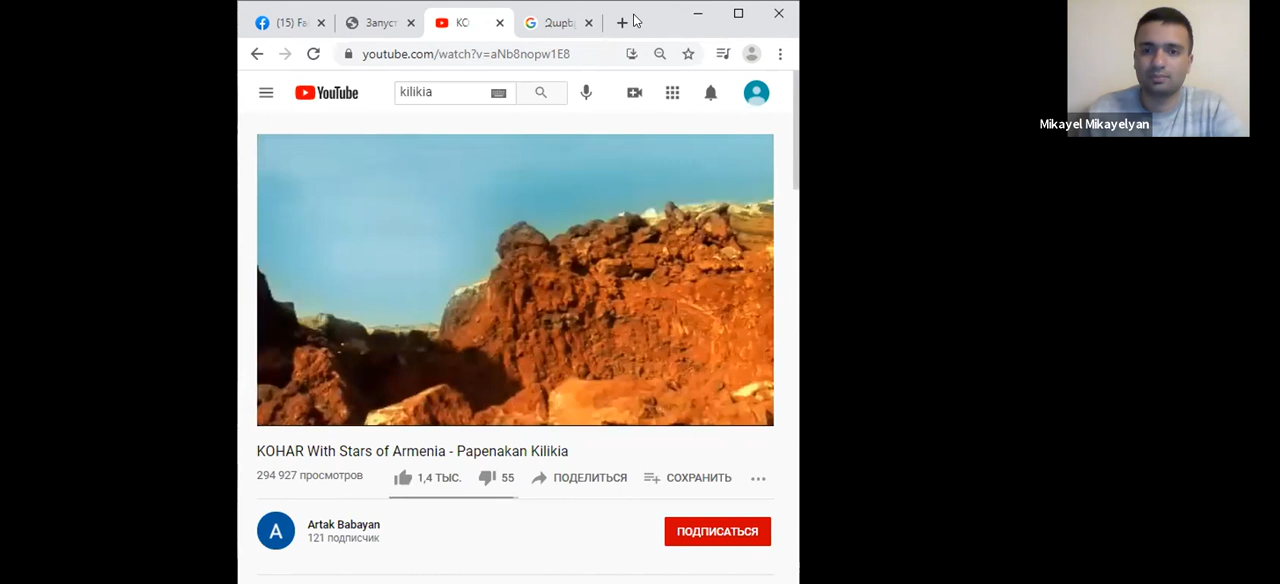 (15) Fa
Запуст
KO
Զարե
youtube.com/watch?v=aNb8nopw1E8
YouTube
kilikia
Mikayel Mikayelyan
KOHAR With Stars of Armenia - Papenakan Kilikia
294 927 просмотров
1,4 ТЫС.
55
ПОДЕЛИТЬСЯ
СОХРАНИТЬ
A
Artak Babayan
121 подписчик
ПОДПИСАТЬСЯ